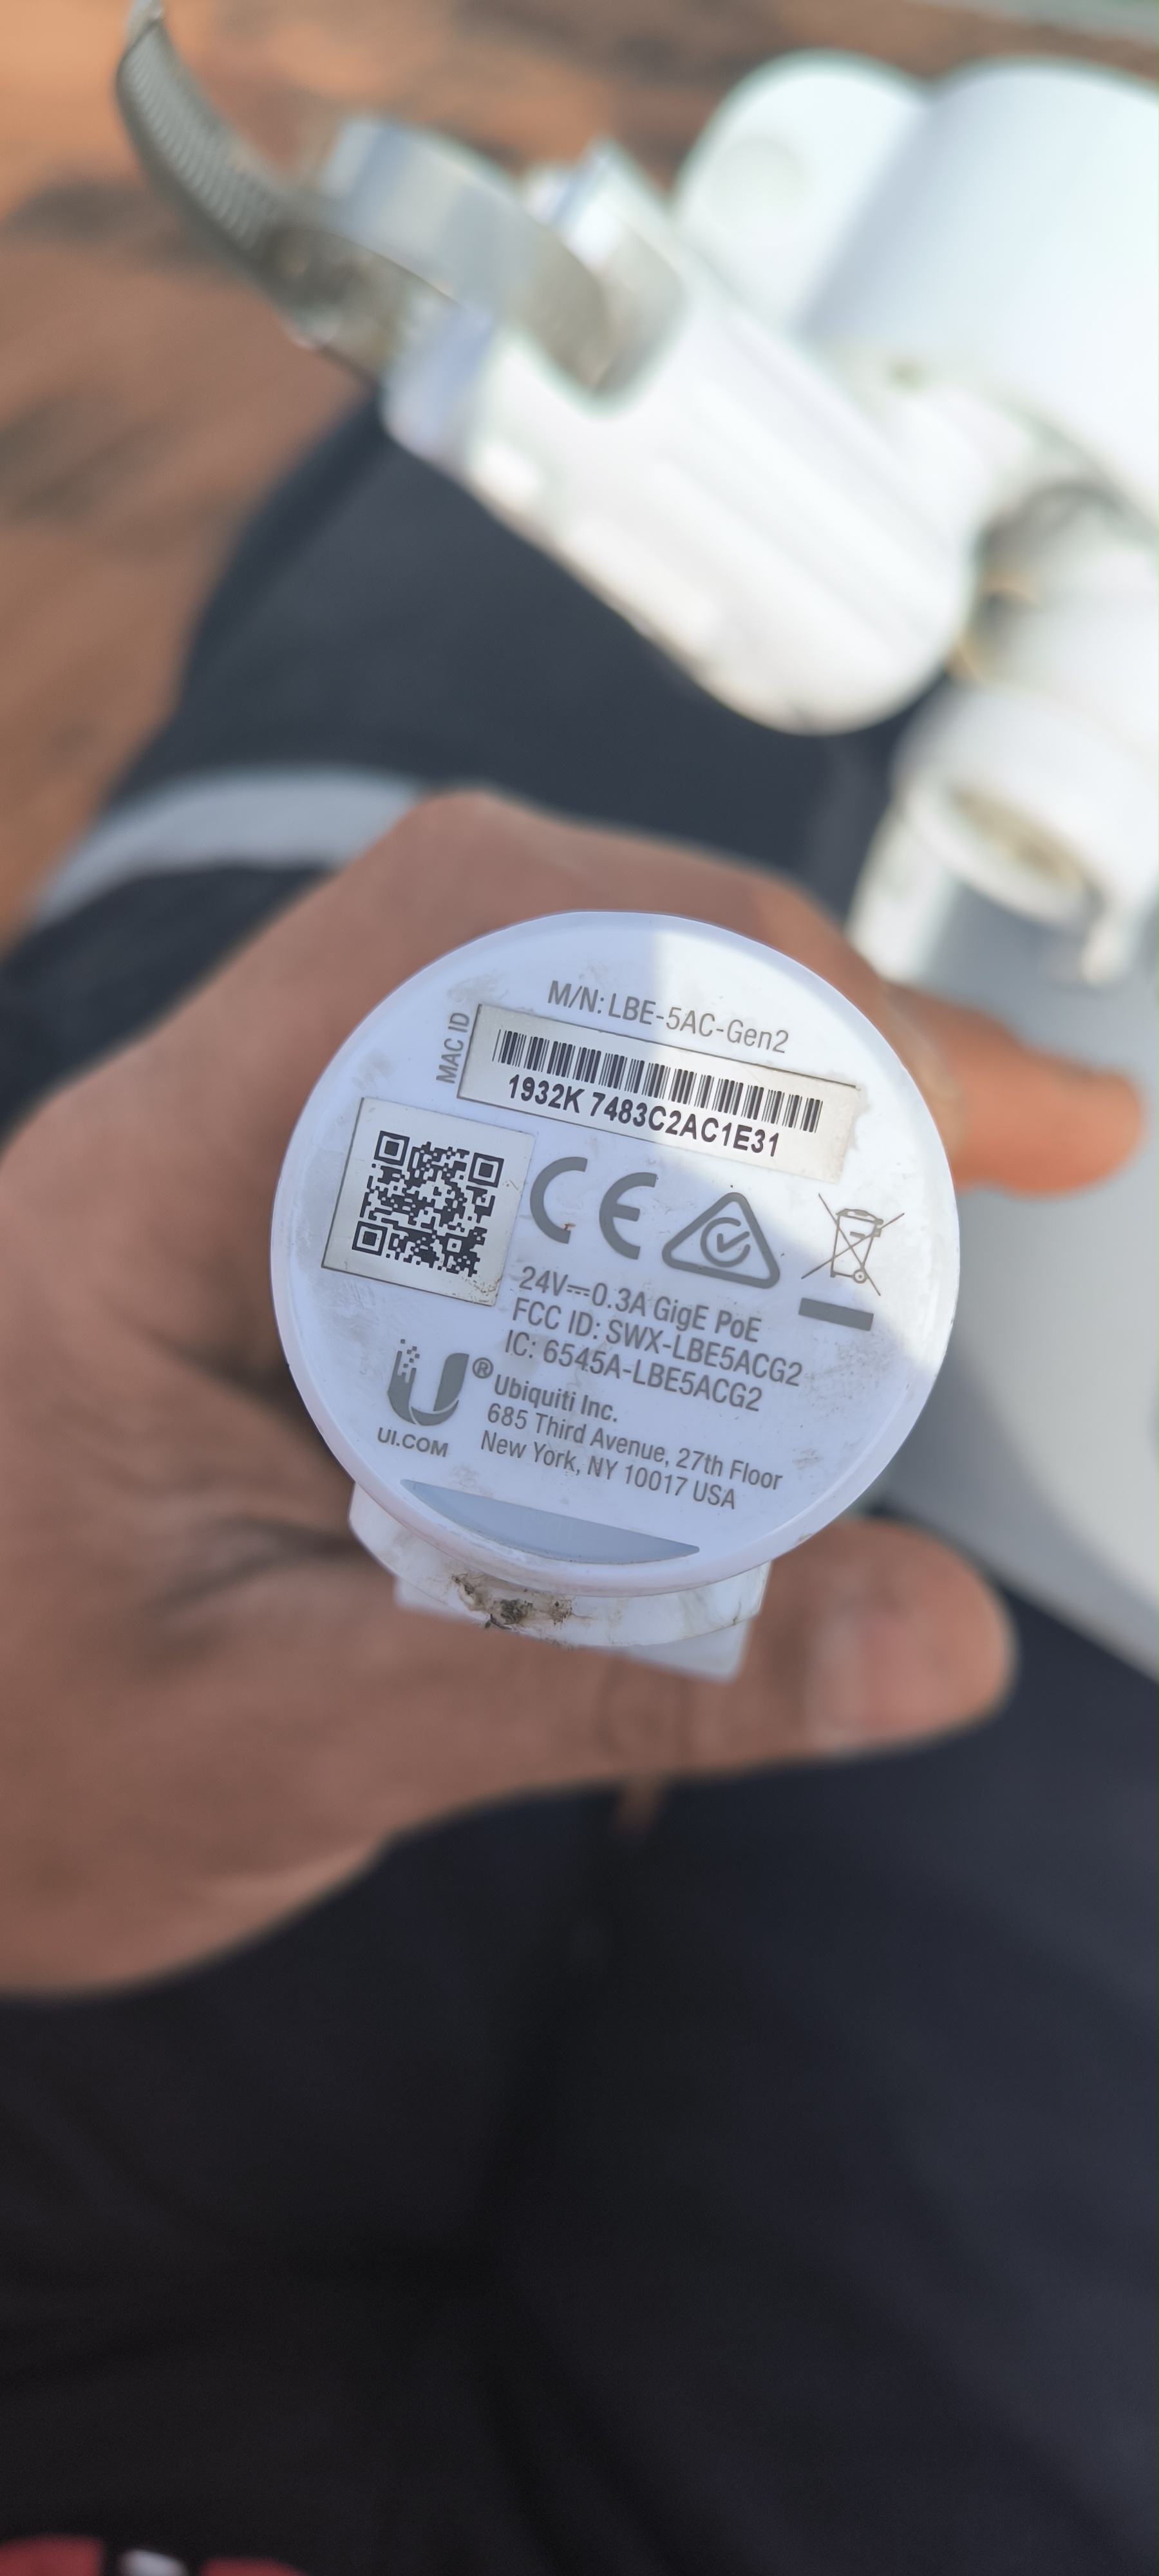 M/N: LBE-5AC-Gen2
MAC ID
1932K 7483C2AC1E31
CE
24V⎓0.3A GigE PoE
FCC ID: SWX-LBE5ACG2
IC: 6545A-LBE5ACG2
U®
UI.COM
Ubiquiti Inc.
685 Third Avenue, 27th Floor
New York, NY 10017 USA